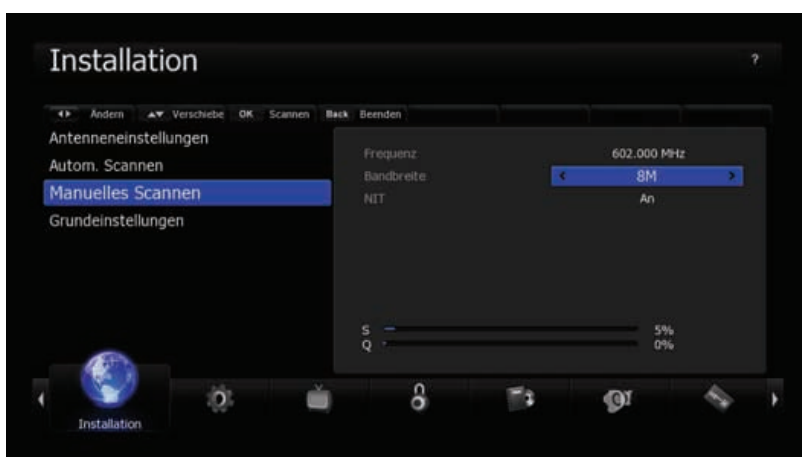 Installation
?
Ändern Verschiebe OK Scannen Back Beenden
Antenneneinstellungen
Autom. Scannen
Manuelles Scannen
Grundeinstellungen
Frequenz 602.000 MHz
Bandbreite 8M
NIT An
S 5%
Q 0%
Installation